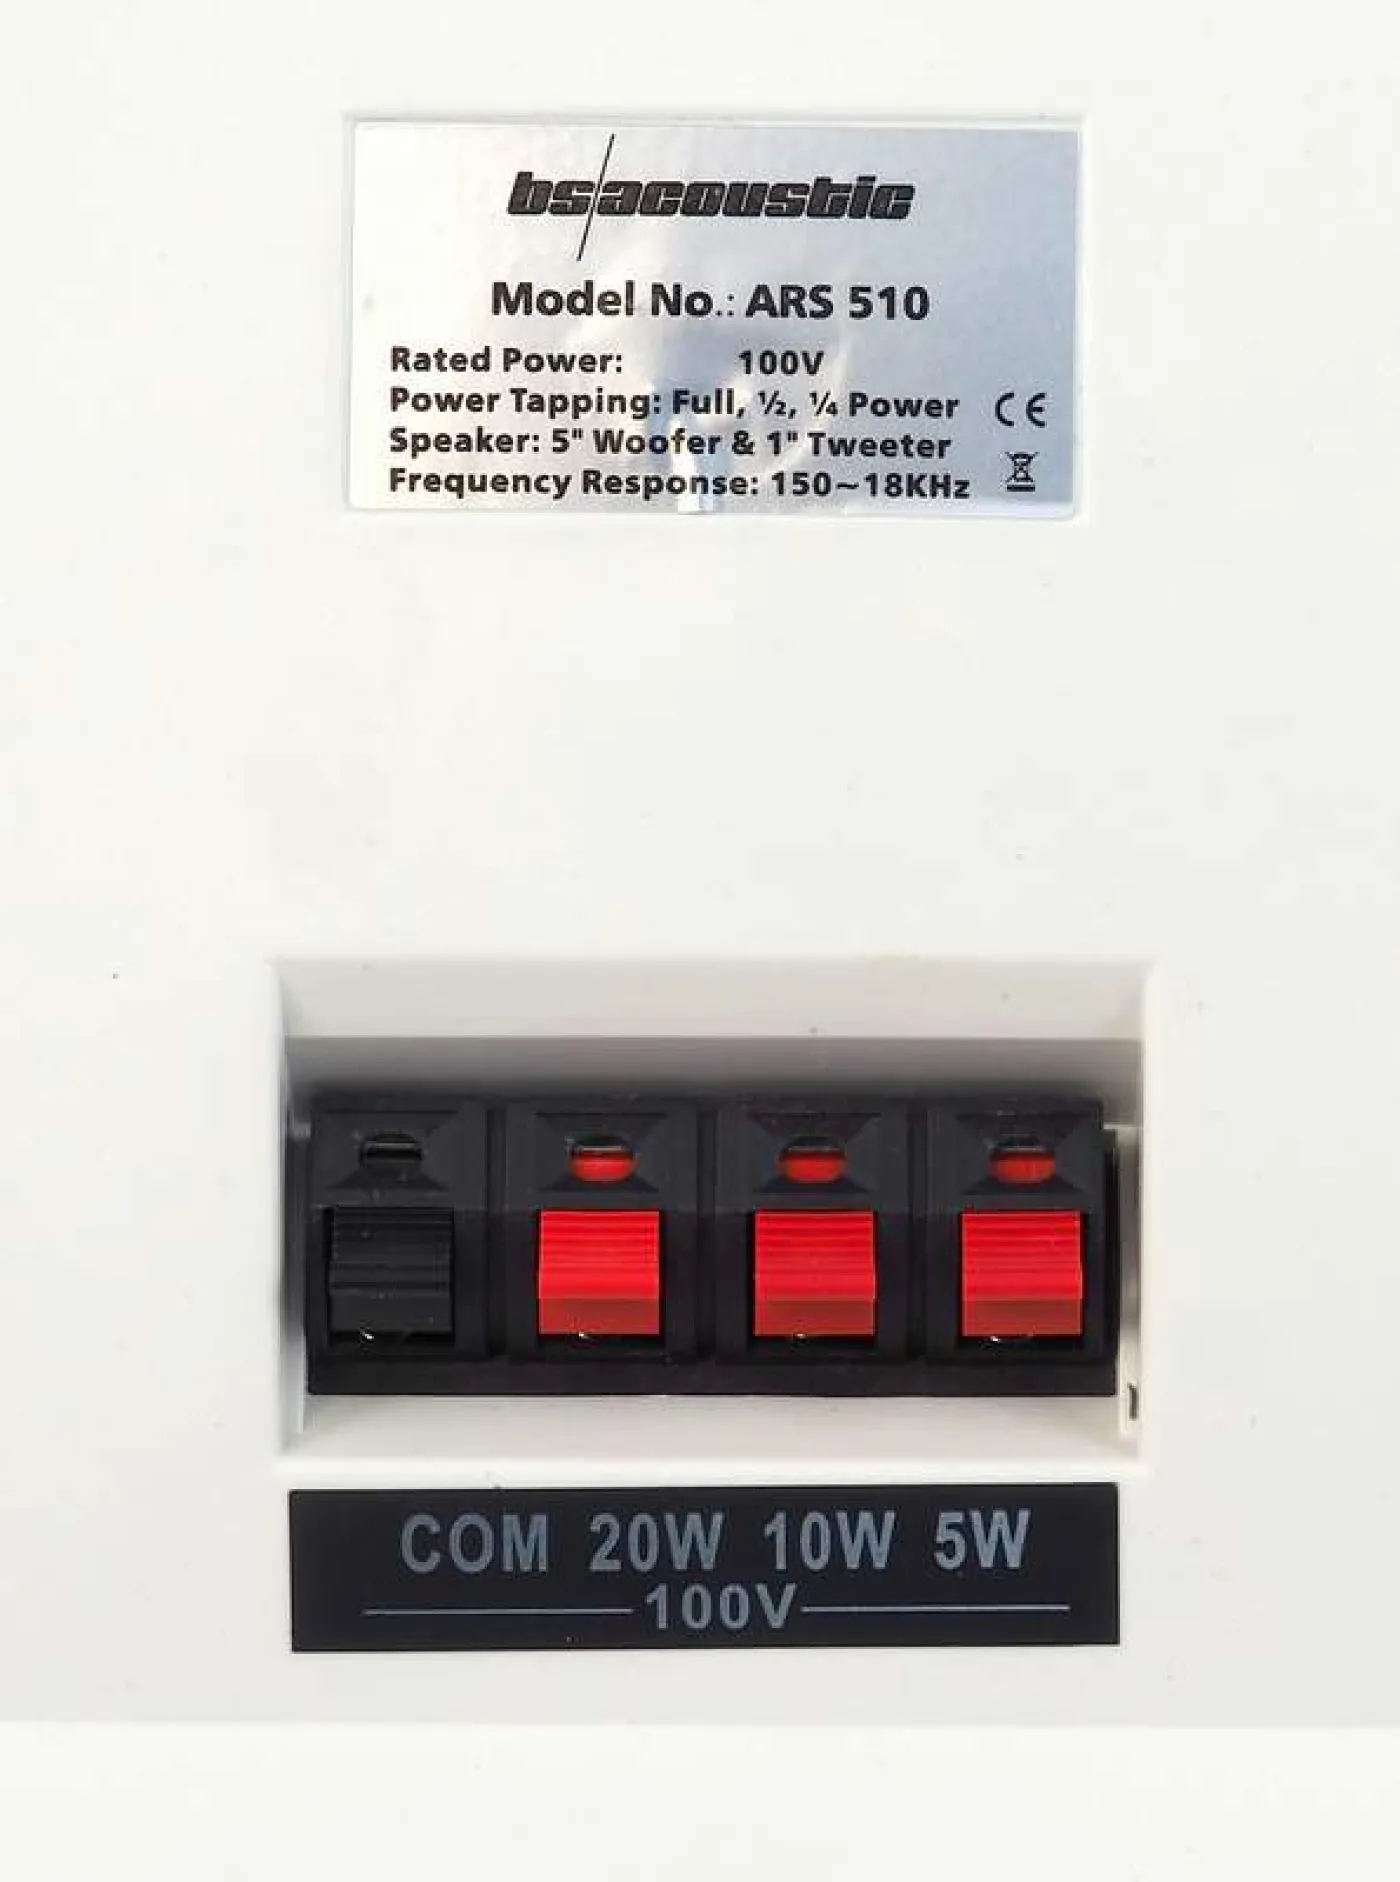 bs/acoustic
Model No.: ARS 510
Rated Power: 100V
Power Tapping: Full, ½, ¼ Power
CE
Speaker: 5" Woofer & 1" Tweeter
Frequency Response: 150~18KHz
COM 20W 10W 5W
100V